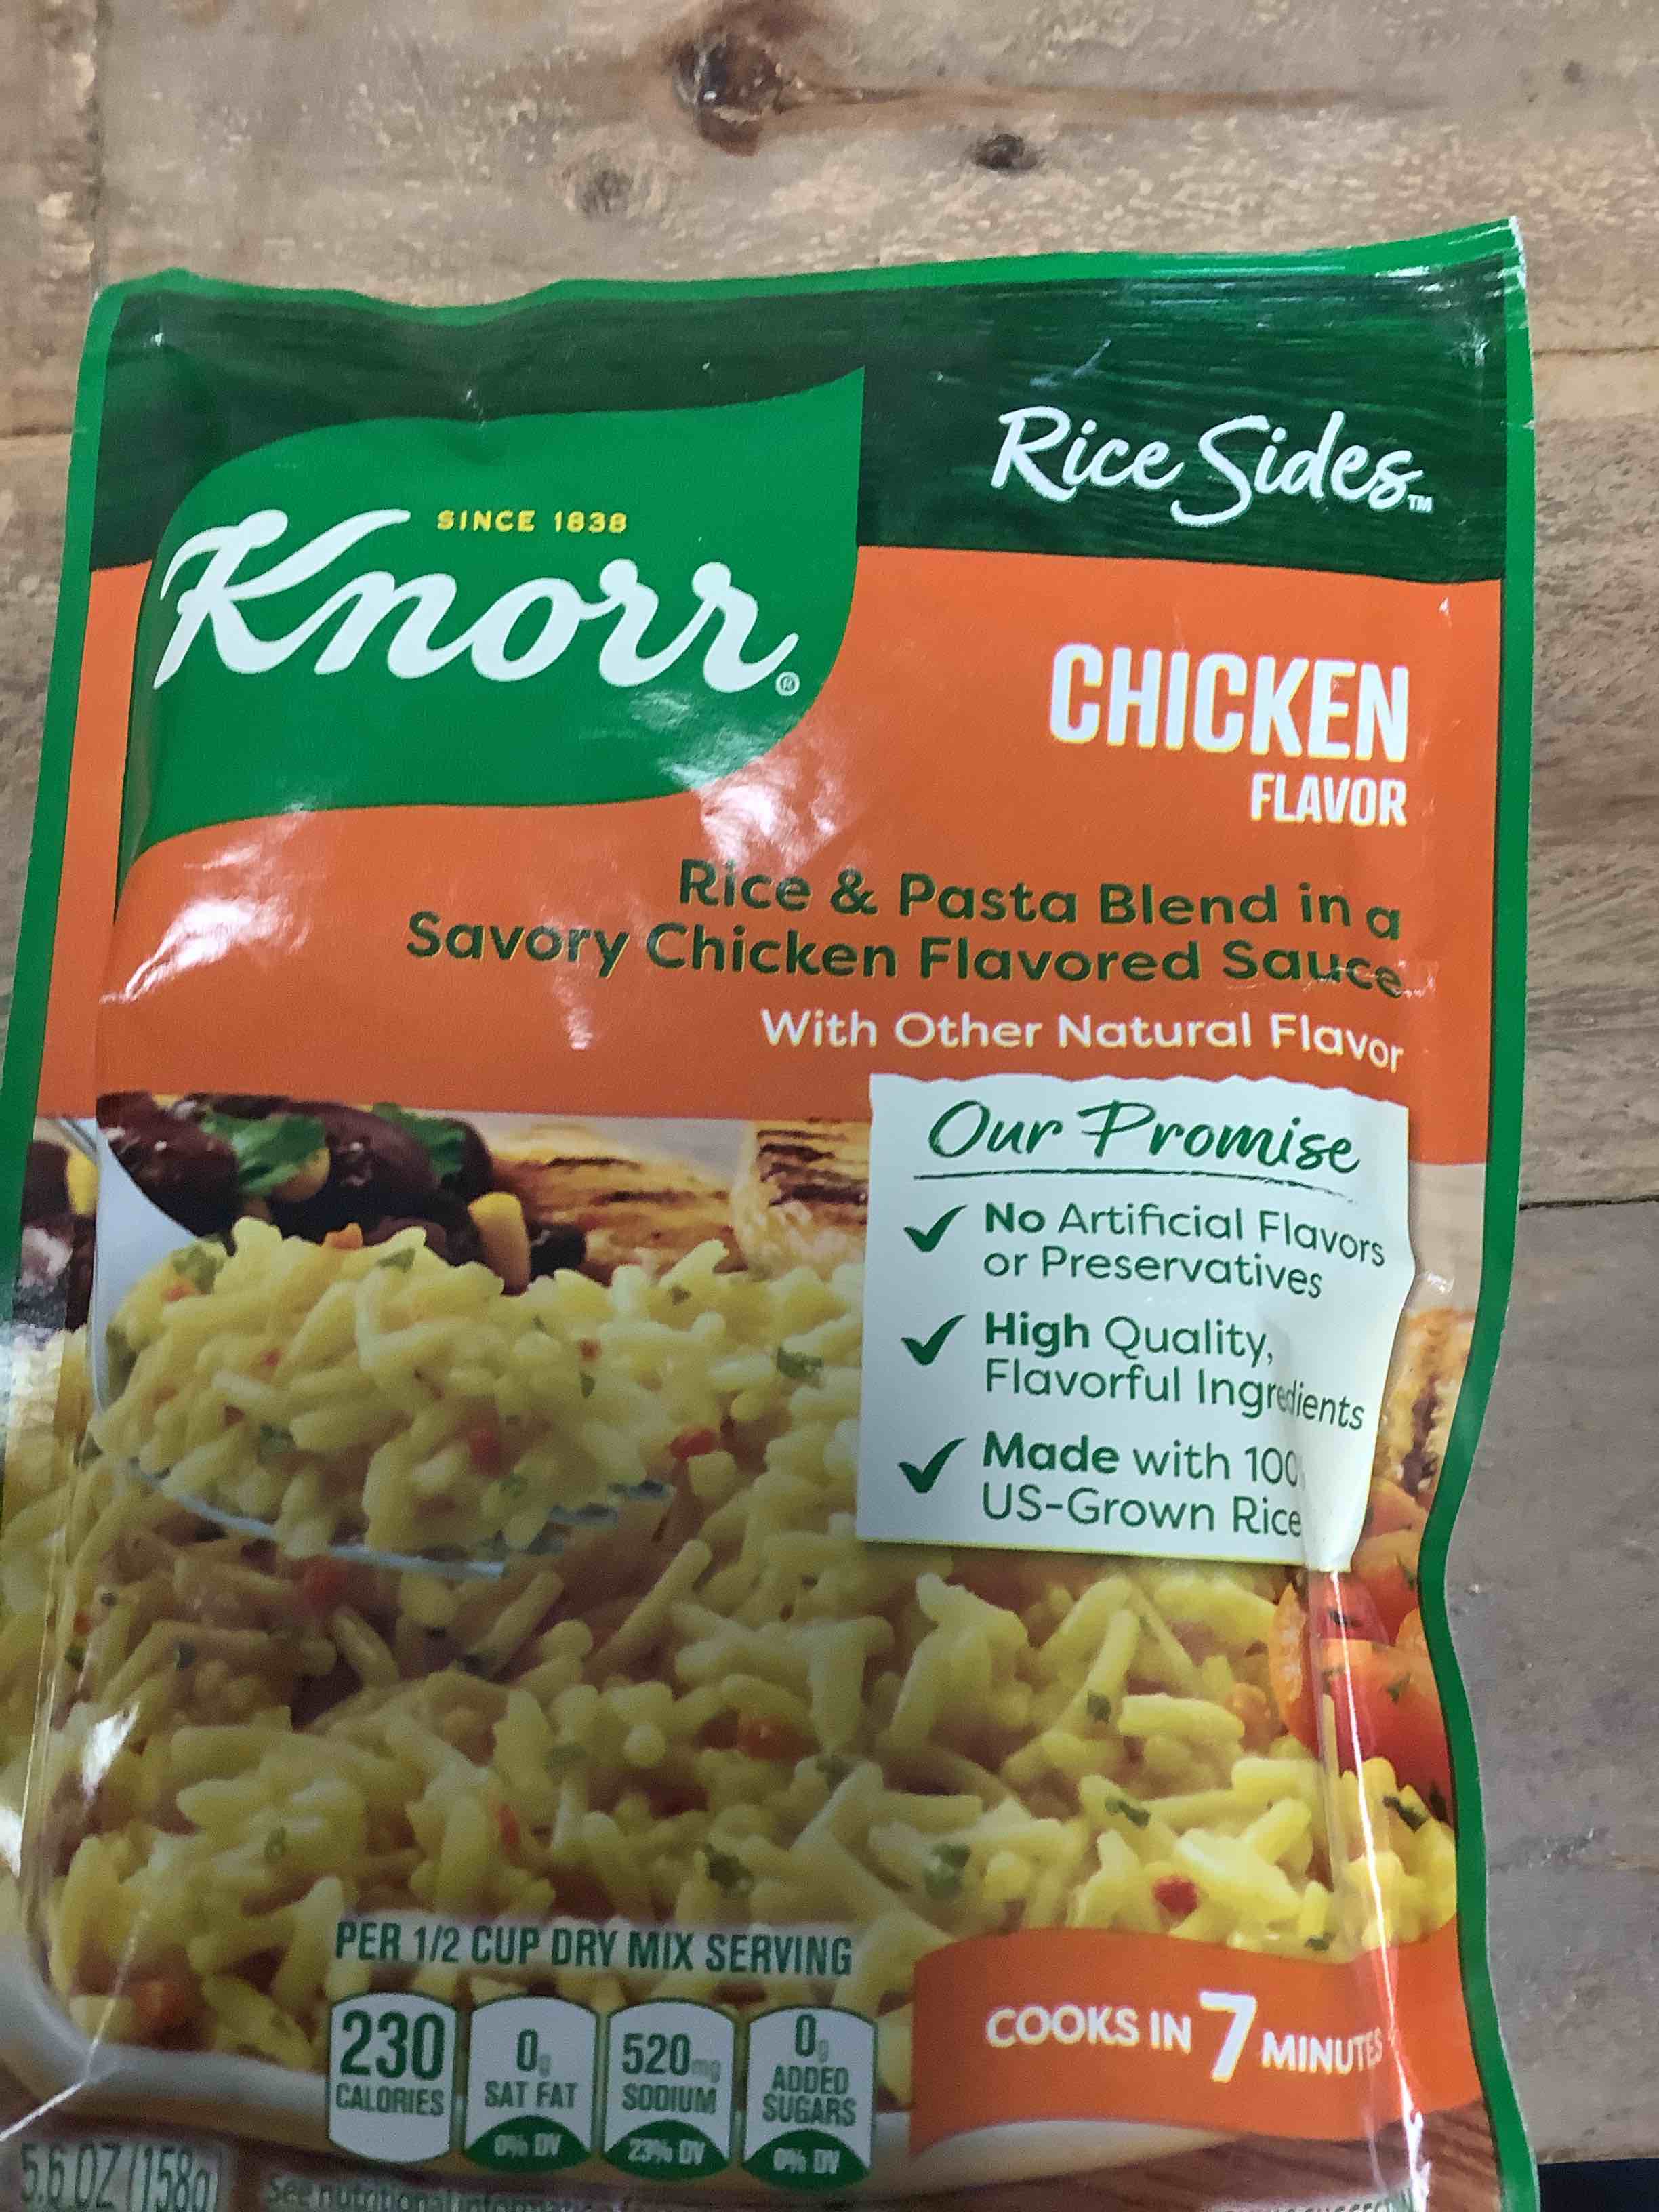 Rice Sides™
SINCE 1838
Knorr®
CHICKEN
FLAVOR
Rice & Pasta Blend in a
Savory Chicken Flavored Sauce
With Other Natural Flavor
Our Promise
✓ No Artificial Flavors
or Preservatives
✓ High Quality,
Flavorful Ingredients
✓ Made with 100
US-Grown Rice
PER 1/2 CUP DRY MIX SERVING
230
CALORIES
0g
SAT FAT
0% DV
520mg
SODIUM
23% DV
0g
ADDED
SUGARS
0% DV
COOKS IN 7 MINUTES
5.6 OZ (158g)
See nutritional